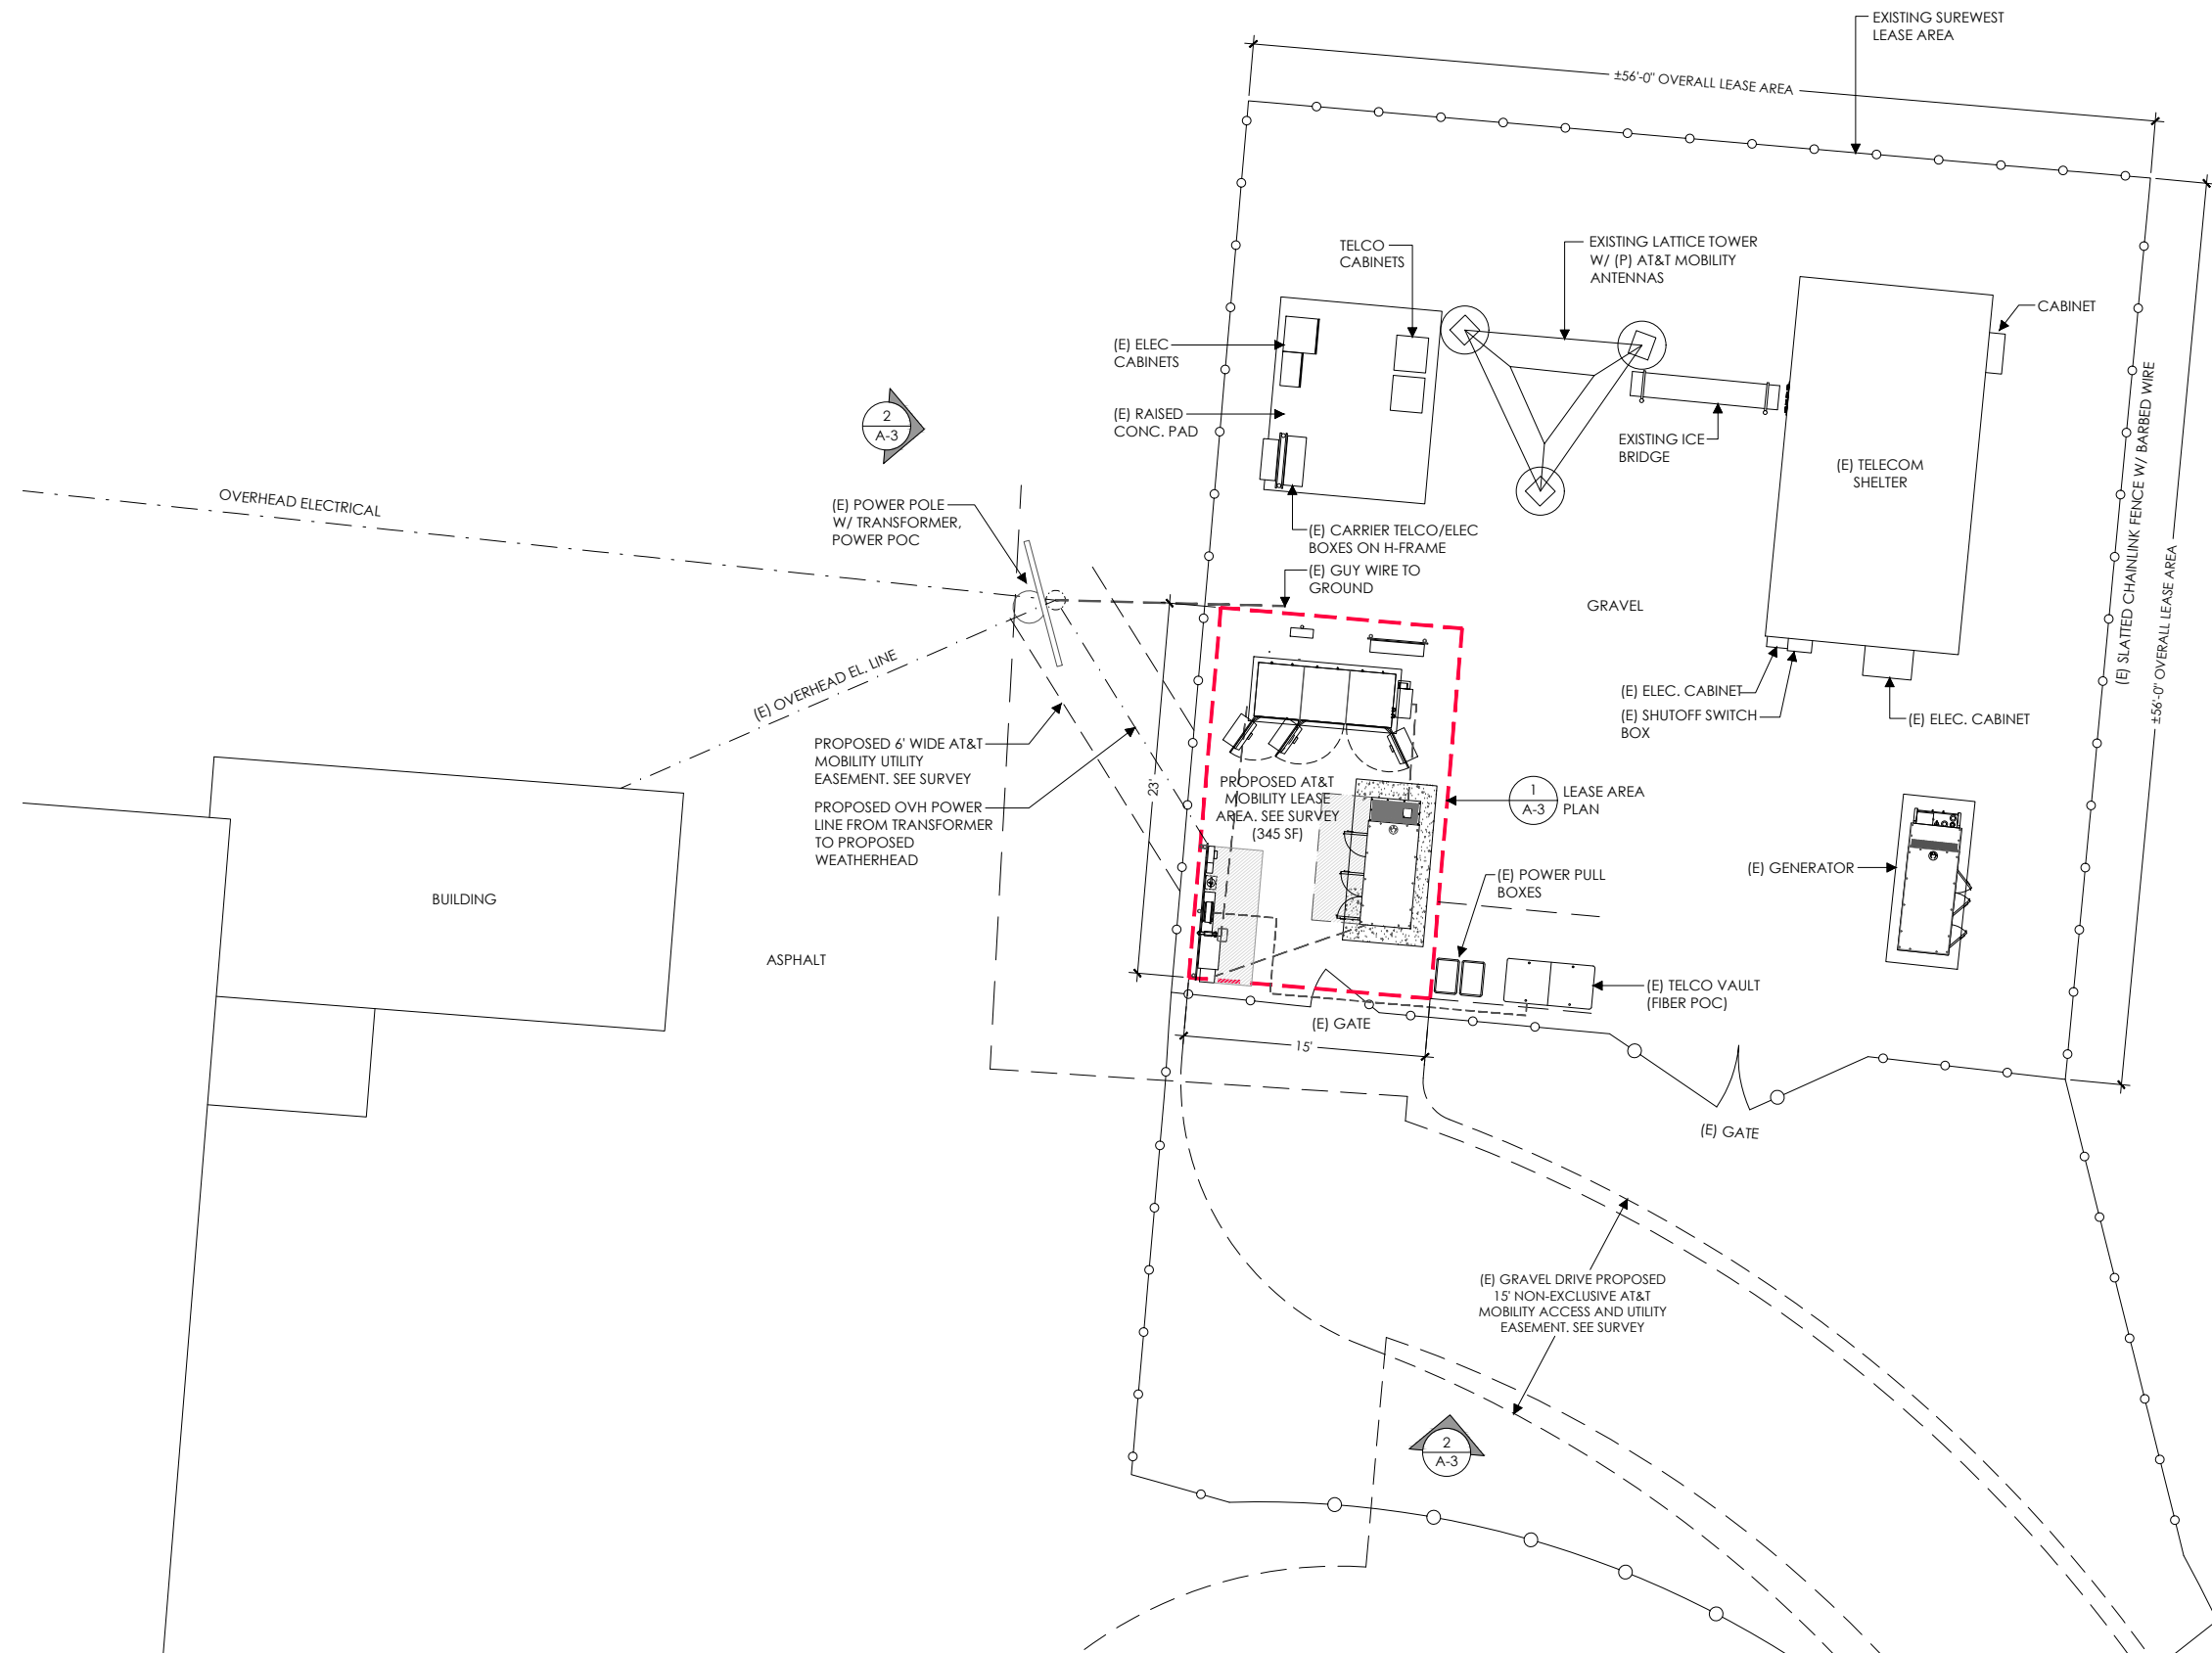 EXISTING SUREWEST
LEASE AREA
±56'-0" OVERALL LEASE AREA
TELCO
CABINETS
EXISTING LATTICE TOWER
W/ (P) AT&T MOBILITY
ANTENNAS
CABINET
(E) ELEC
CABINETS
(E) RAISED
CONC. PAD
EXISTING ICE
BRIDGE
(E) TELECOM
SHELTER
(E) SLATTED CHAINLINK FENCE W/ BARBED WIRE
±56'-0" OVERALL LEASE AREA
2
A-3
OVERHEAD ELECTRICAL
(E) POWER POLE
W/ TRANSFORMER,
POWER POC
(E) CARRIER TELCO/ELEC
BOXES ON H-FRAME
(E) GUY WIRE TO
GROUND
GRAVEL
(E) OVERHEAD EL. LINE
(E) ELEC. CABINET
(E) SHUTOFF SWITCH
BOX
(E) ELEC. CABINET
PROPOSED 6' WIDE AT&T
MOBILITY UTILITY
EASEMENT. SEE SURVEY
PROPOSED OVH POWER
LINE FROM TRANSFORMER
TO PROPOSED
WEATHERHEAD
23'
PROPOSED AT&T
MOBILITY LEASE
AREA. SEE SURVEY
(345 SF)
1
A-3
LEASE AREA
PLAN
(E) POWER PULL
BOXES
(E) GENERATOR
BUILDING
ASPHALT
(E) TELCO VAULT
(FIBER POC)
(E) GATE
15'
(E) GATE
(E) GRAVEL DRIVE PROPOSED
15' NON-EXCLUSIVE AT&T
MOBILITY ACCESS AND UTILITY
EASEMENT. SEE SURVEY
2
A-3